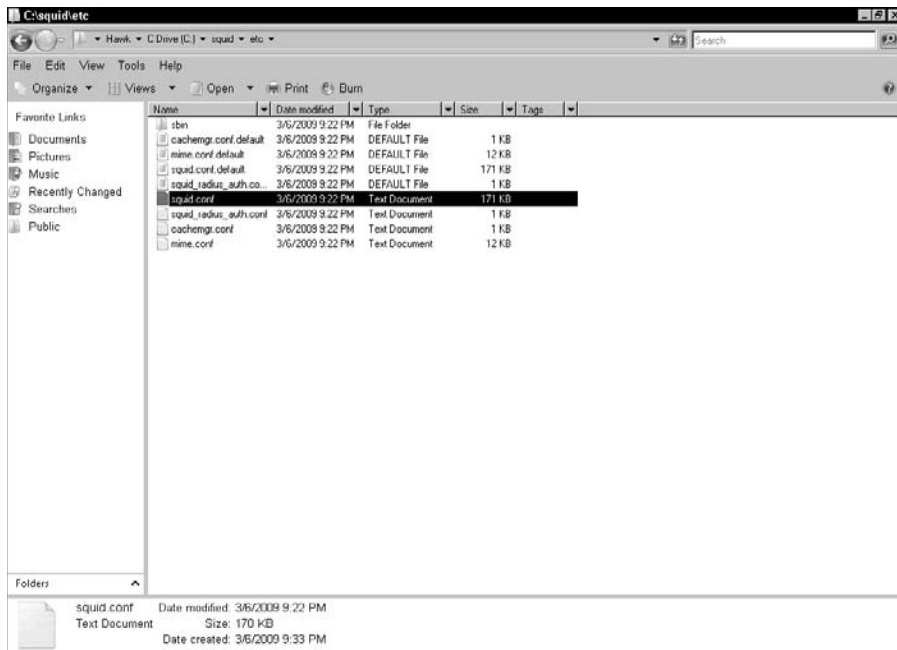 C:\squid\etc
Hawk C Drive (C:) squid etc Search
File Edit View Tools Help
Organize Views Open Print Burn
Favorite Links
Documents
Pictures
Music
Recently Changed
Searches
Public
Folders
Name Date modified Type Size Tags
sbin 3/6/2009 9:22 PM File Folder
cachemgr.conf.default 3/6/2009 9:22 PM DEFAULT File 1 KB
mime.conf.default 3/6/2009 9:22 PM DEFAULT File 12 KB
squid.conf.default 3/6/2009 9:22 PM DEFAULT File 171 KB
squid_radius_auth.co... 3/6/2009 9:22 PM DEFAULT File 1 KB
squid.conf 3/6/2009 9:22 PM Text Document 171 KB
squid_radius_auth.conf 3/6/2009 9:22 PM Text Document 1 KB
cachemgr.conf 3/6/2009 9:22 PM Text Document 1 KB
mime.conf 3/6/2009 9:22 PM Text Document 12 KB
squid.conf Date modified: 3/6/2009 9:22 PM
Text Document Size: 170 KB
Date created: 3/6/2009 9:33 PM